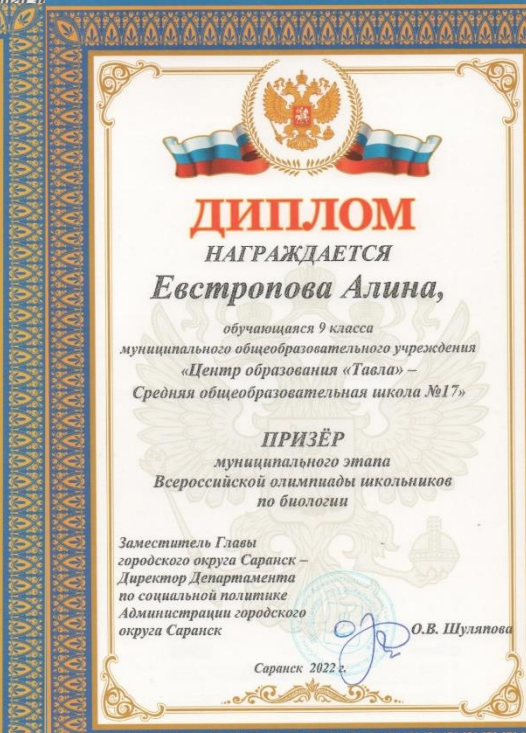 ДИПЛОМ
НАГРАЖДАЕТСЯ
Евстропова Алина,
обучающаяся 9 класса
муниципального общеобразовательного учреждения
«Центр образования «Тавла» –
Средняя общеобразовательная школа №17»
ПРИЗЁР
муниципального этапа
Всероссийской олимпиады школьников
по биологии
Заместитель Главы
городского округа Саранск –
Директор Департамента
по социальной политике
Администрации городского
округа Саранск
О.В. Шуляпова
Саранск 2022 г.